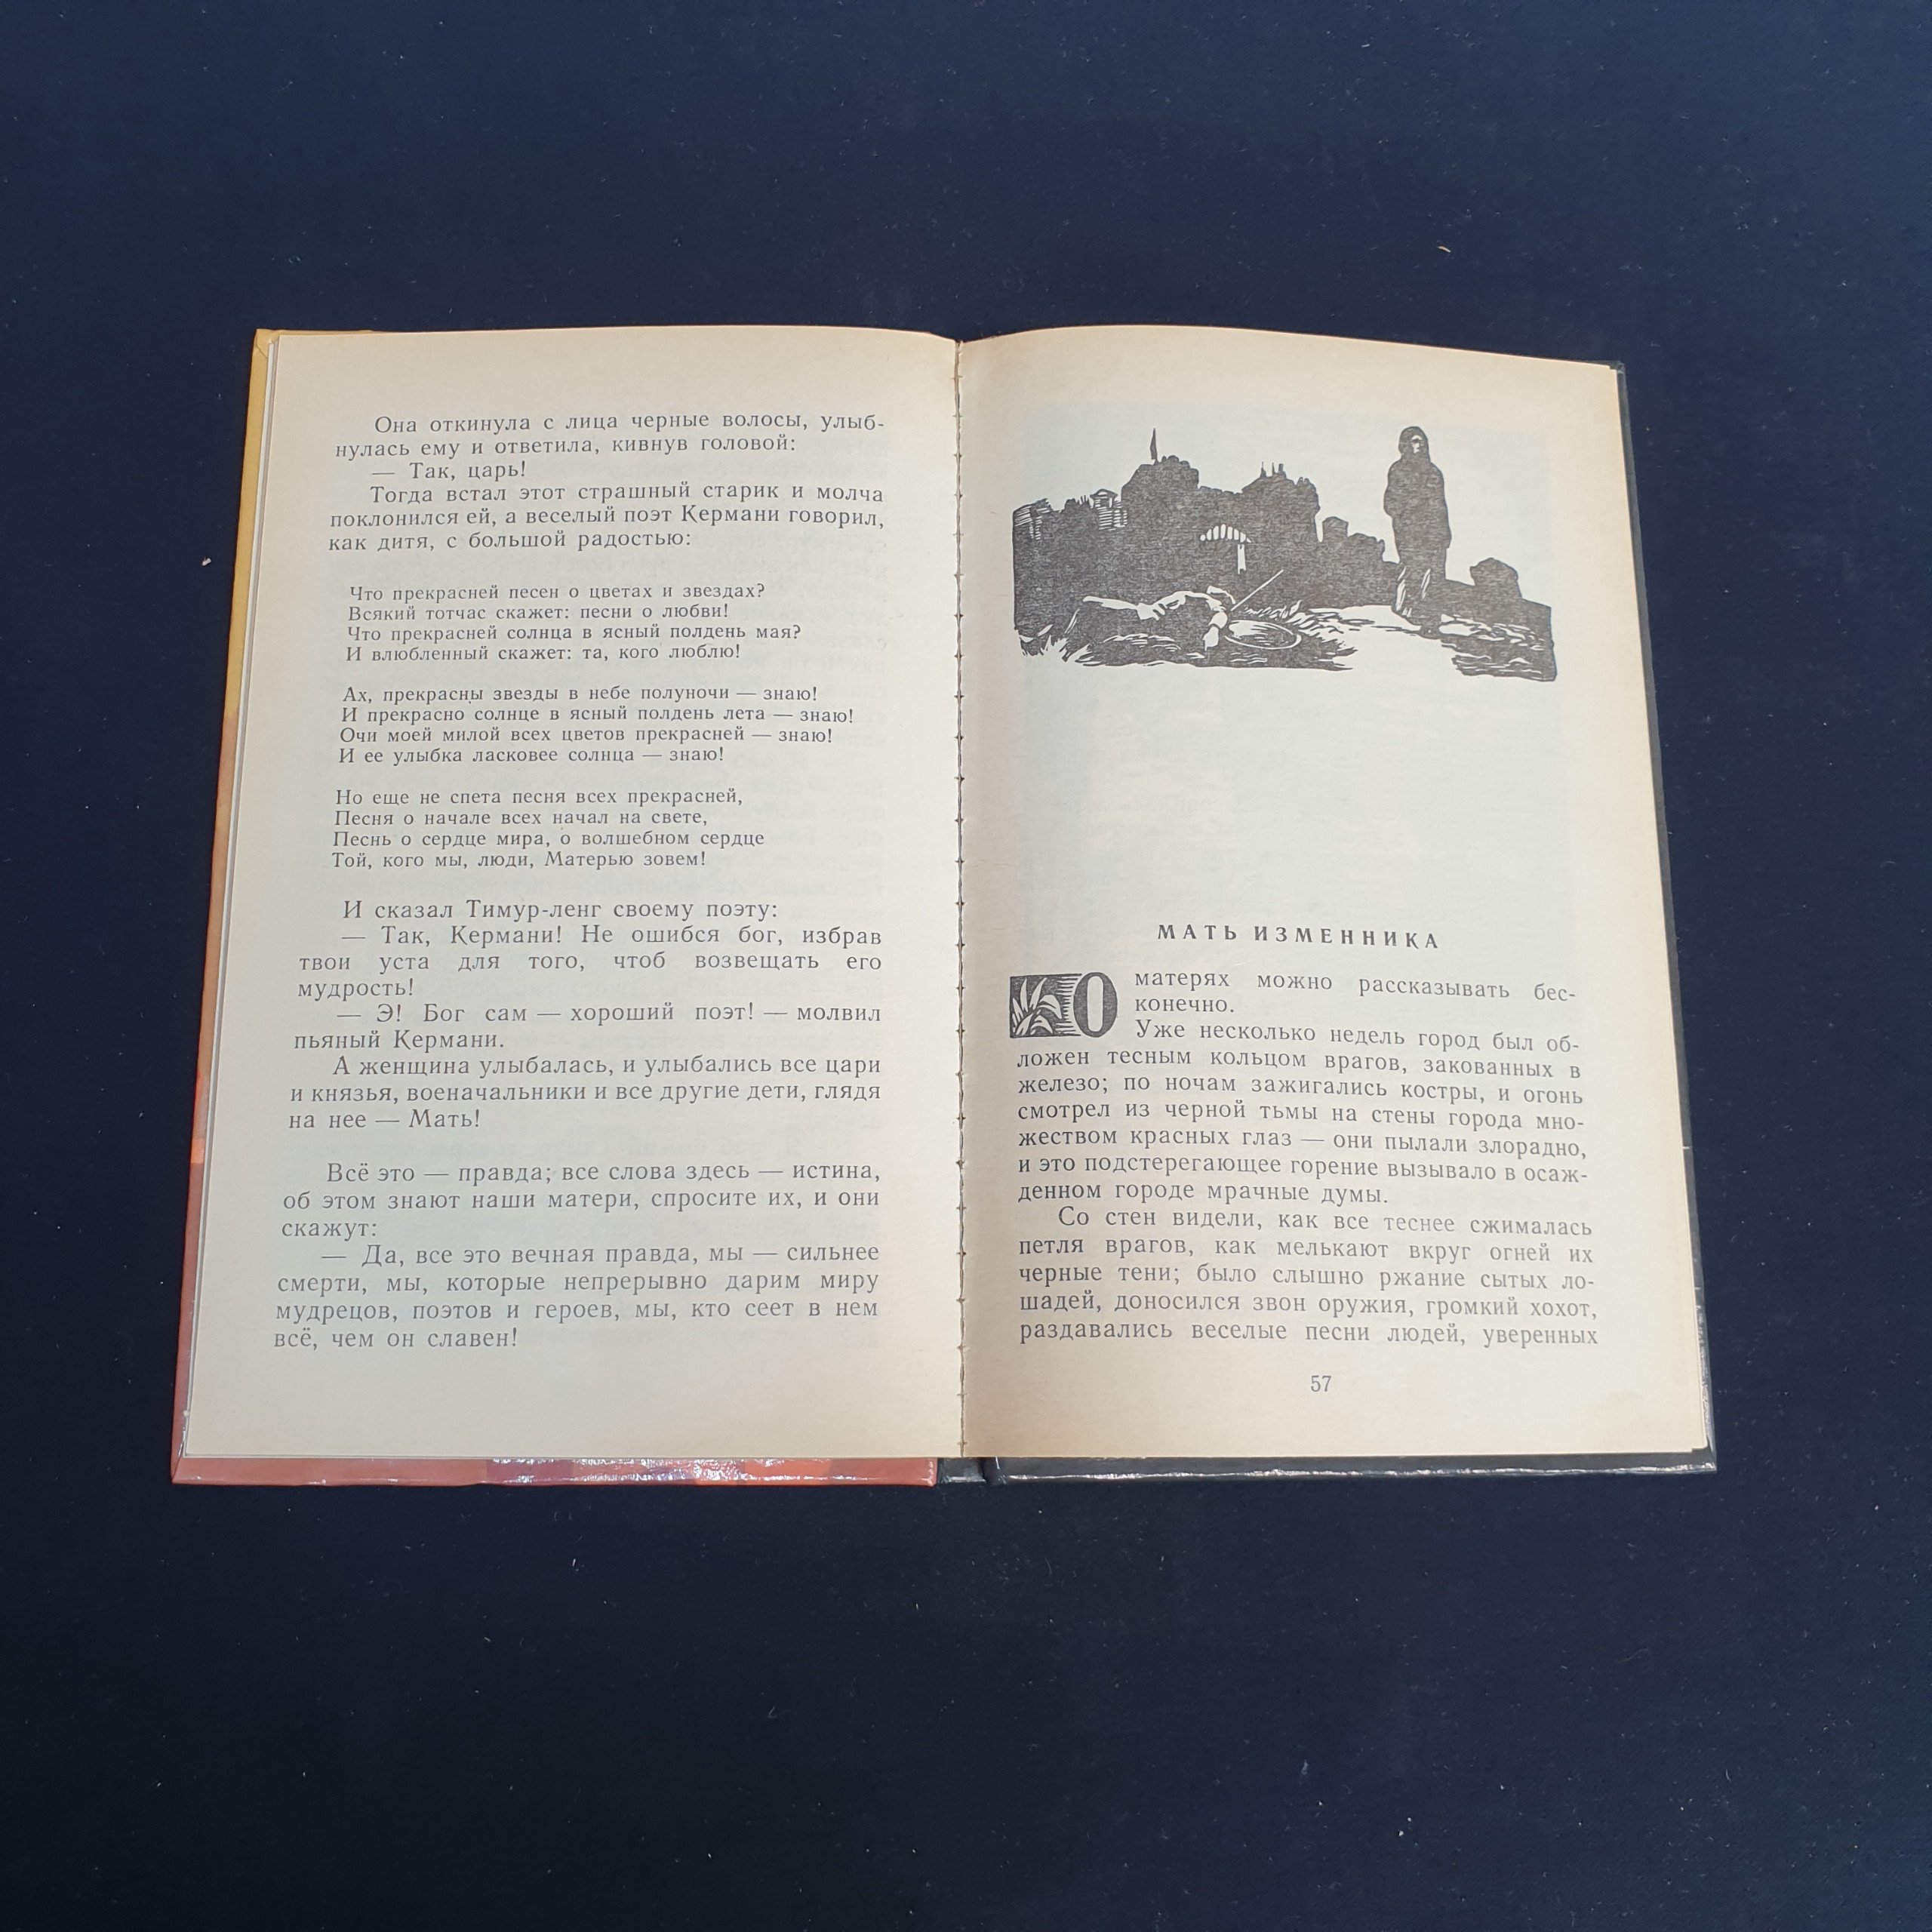 Она откинула с лица черные волосы, улыб-
нулась ему и ответила, кивнув головой:
— Так, царь!
Тогда встал этот страшный старик и молча
поклонился ей, а веселый поэт Кермани говорил,
как дитя, с большой радостью:
Что прекрасней песен о цветах и звездах?
Всякий тотчас скажет: песни о любви!
Что прекрасней солнца в ясный полдень мая?
И влюбленный скажет: та, кого люблю!
Ах, прекрасны звезды в небе полуночи — знаю!
И прекрасно солнце в ясный полдень лета — знаю!
Очи моей милой всех цветов прекрасней — знаю!
И ее улыбка ласковее солнца — знаю!
Но еще не спета песня всех прекрасней,
Песня о начале всех начал на свете,
Песнь о сердце мира, о волшебном сердце
Той, кого мы, люди, Матерью зовем!
И сказал Тимур-ленг своему поэту:
— Так, Кермани! Не ошибся бог, избрав
твои уста для того, чтоб возвещать его
мудрость!
— Э! Бог сам — хороший поэт! — молвил
пьяный Кермани.
А женщина улыбалась, и улыбались все цари
и князья, военачальники и все другие дети, глядя
на нее — Мать!
Всё это — правда; все слова здесь — истина,
об этом знают наши матери, спросите их, и они
скажут:
— Да, все это вечная правда, мы — сильнее
смерти, мы, которые непрерывно дарим миру
мудрецов, поэтов и героев, мы, кто сеет в нем
всё, чем он славен!
МАТЬ ИЗМЕННИКА
О матерях можно рассказывать бес-
конечно.
Уже несколько недель город был об-
ложен тесным кольцом врагов, закованных в
железо; по ночам зажигались костры, и огонь
смотрел из черной тьмы на стены города мно-
жеством красных глаз — они пылали злорадно,
и это подстерегающее горение вызывало в осаж-
денном городе мрачные думы.
Со стен видели, как все теснее сжималась
петля врагов, как мелькают вкруг огней их
черные тени; было слышно ржание сытых ло-
шадей, доносился звон оружия, громкий хохот,
раздавались веселые песни людей, уверенных
57